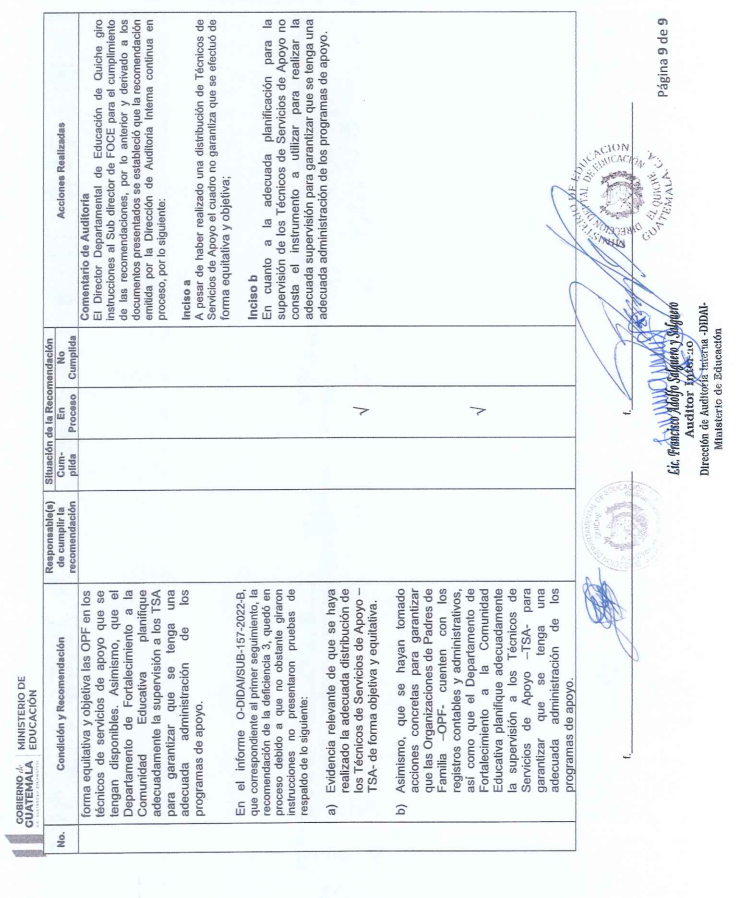 GOBIERNO de
GUATEMALA
MINISTERIO DE
EDUCACIÓN
No.
Condición y Recomendación
Responsable(s)
de cumplir la
recomendación
Situación de la Recomendación
Cum-
plida
En
Proceso
No
Cumplida
Acciones Realizadas
forma equitativa y objetiva las OPF en los
técnicos de servicios de apoyo que se
tengan disponibles. Asimismo, que el
Departamento de Fortalecimiento a la
Comunidad Educativa planifique
adecuadamente la supervisión a los TSA
para garantizar que se tenga una
adecuada administración de los
programas de apoyo.
En el informe O-DIDAI/SUB-157-2022-B,
que correspondiente al primer seguimiento, la
recomendación de la deficiencia 3, quedó en
proceso debido a que no obstante giraron
instrucciones no presentaron pruebas de
respaldo de lo siguiente:
a) Evidencia relevante de que se haya
realizado la adecuada distribución de
los Técnicos de Servicios de Apoyo –
TSA- de forma objetiva y equitativa.
b) Asimismo, que se hayan tomado
acciones concretas para garantizar
que las Organizaciones de Padres de
Familia –OPF- cuenten con los
registros contables y administrativos,
así como que el Departamento de
Fortalecimiento a la Comunidad
Educativa planifique adecuadamente
la supervisión a los Técnicos de
Servicios de Apoyo –TSA- para
garantizar que se tenga una
adecuada administración de los
programas de apoyo.
√
√
Comentario de Auditoría
El Director Departamental de Educación de Quiche giro
instrucciones al Sub director de FOCE para el cumplimiento
de las recomendaciones, por lo anterior y derivado a los
documentos presentados se estableció que la recomendación
emitida por la Dirección de Auditoría Interna continua en
proceso, por lo siguiente:
Inciso a
A pesar de haber realizado una distribución de Técnicos de
Servicios de Apoyo el cuadro no garantiza que se efectuó de
forma equitativa y objetiva;
Inciso b
En cuanto a la adecuada planificación para la
supervisión de los Técnicos de Servicios de Apoyo no
consta el instrumento a utilizar para realizar la
adecuada supervisión para garantizar que se tenga una
adecuada administración de los programas de apoyo.
f.
f.
Lic. Francisco Adolfo Salguero y Salguero
Auditor Interno
Dirección de Auditoría Interna -DIDAI-
Ministerio de Educación
MINISTERIO DE EDUCACION
DIRECCION DEPARTAMENTAL DE EDUCACION
EL QUICHE
GUATEMALA, C.A.
Página 9 de 9